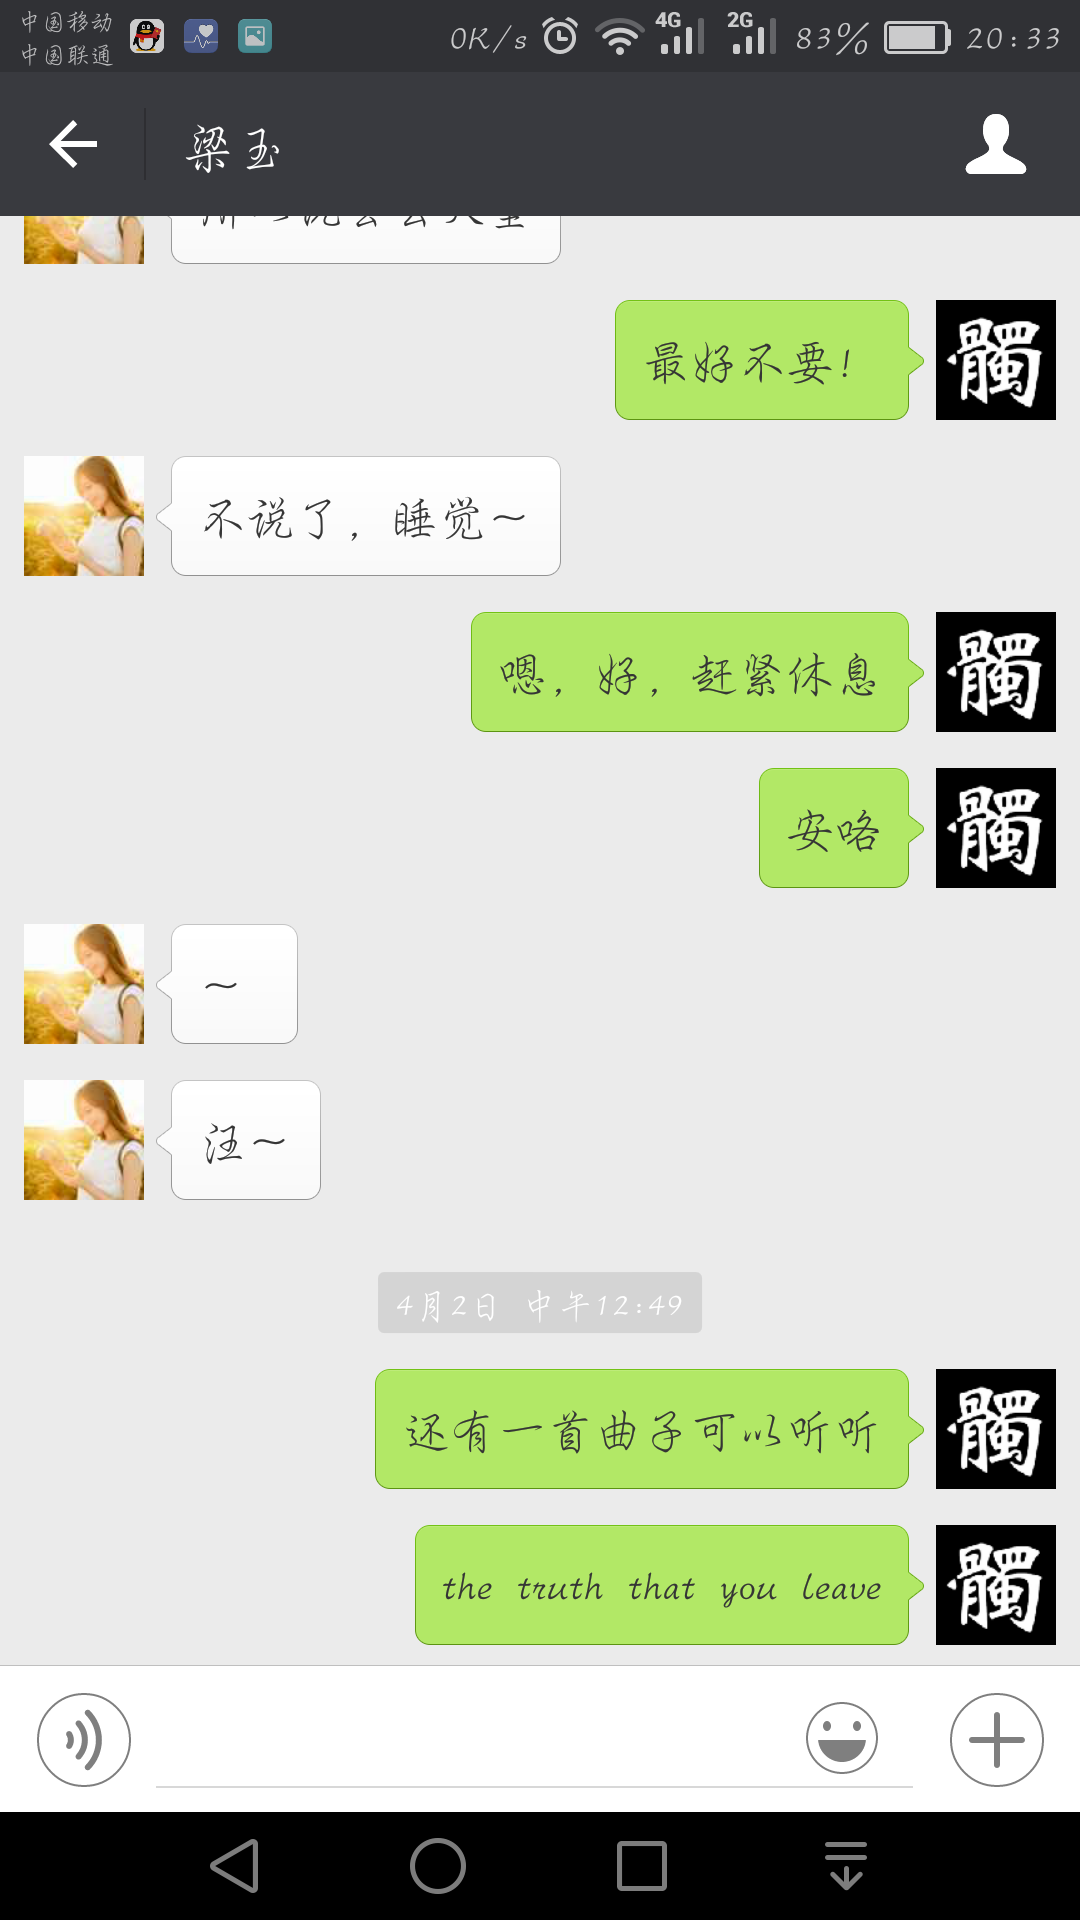 中国移动
中国联通
0K/s 4G 2G 83% 20:33
梁玉
最好不要!
髑
不说了，睡觉～
嗯，好，赶紧休息
髑
安咯
髑
～
汪～
4月2日 中午12:49
还有一首曲子可以听听
髑
the truth that you leave
髑